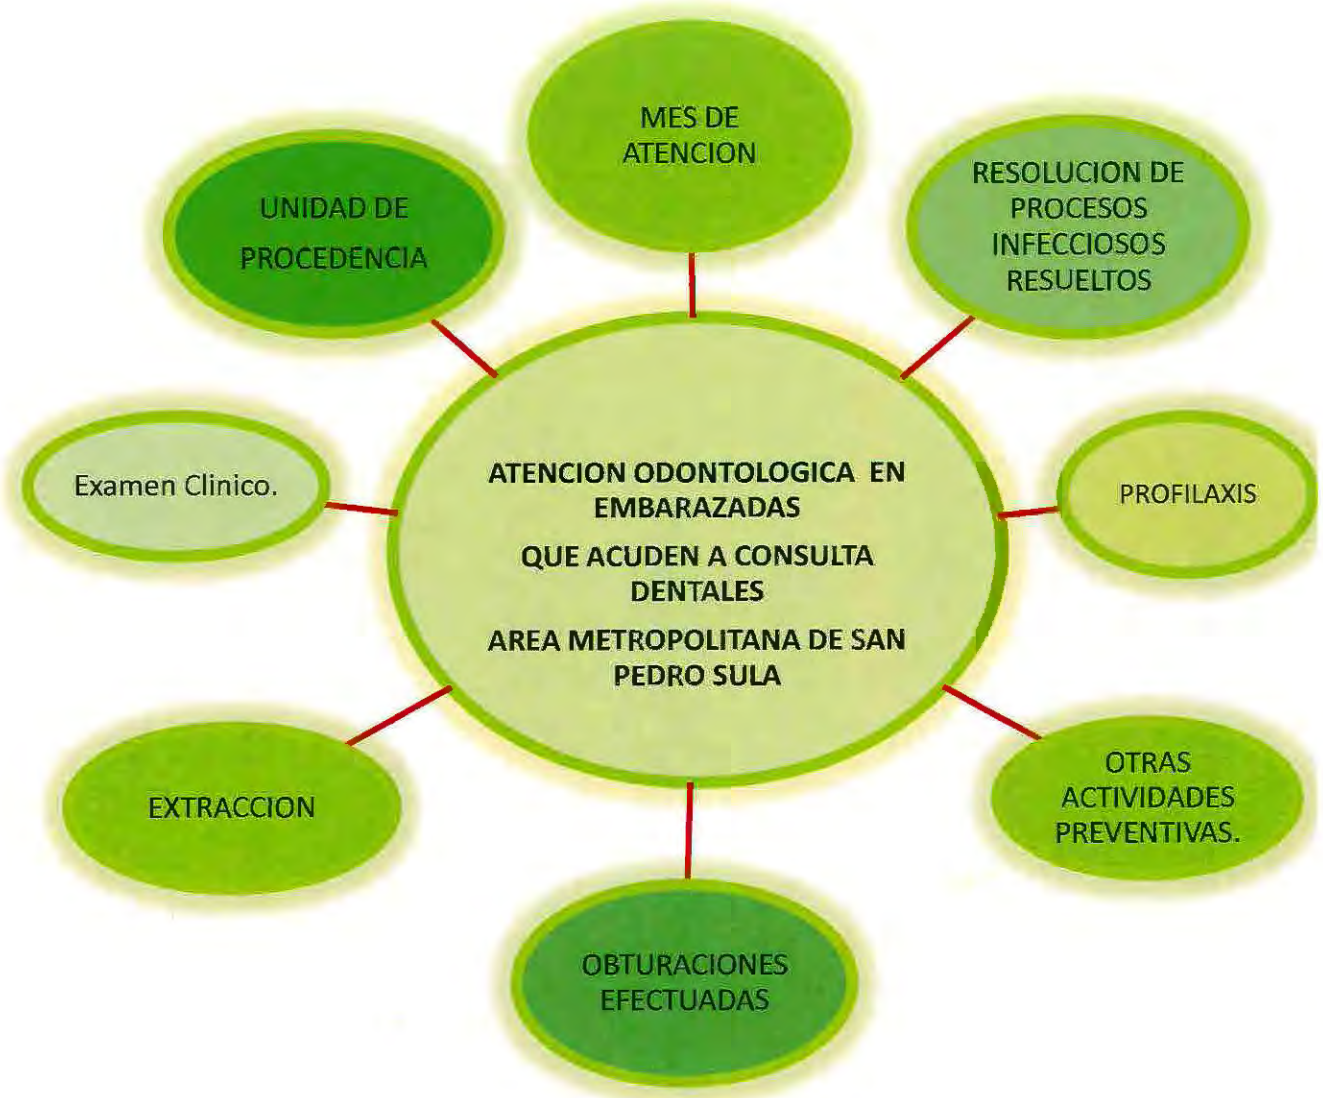 MES DE
ATENCION
RESOLUCION DE
PROCESOS
INFECCIOSOS
RESUELTOS
UNIDAD DE
PROCEDENCIA
Examen Clinico.
ATENCION ODONTOLOGICA EN
EMBARAZADAS
QUE ACUDEN A CONSULTA
DENTALES
AREA METROPOLITANA DE SAN
PEDRO SULA
PROFILAXIS
EXTRACCION
OTRAS
ACTIVIDADES
PREVENTIVAS.
OBTURACIONES
EFECTUADAS